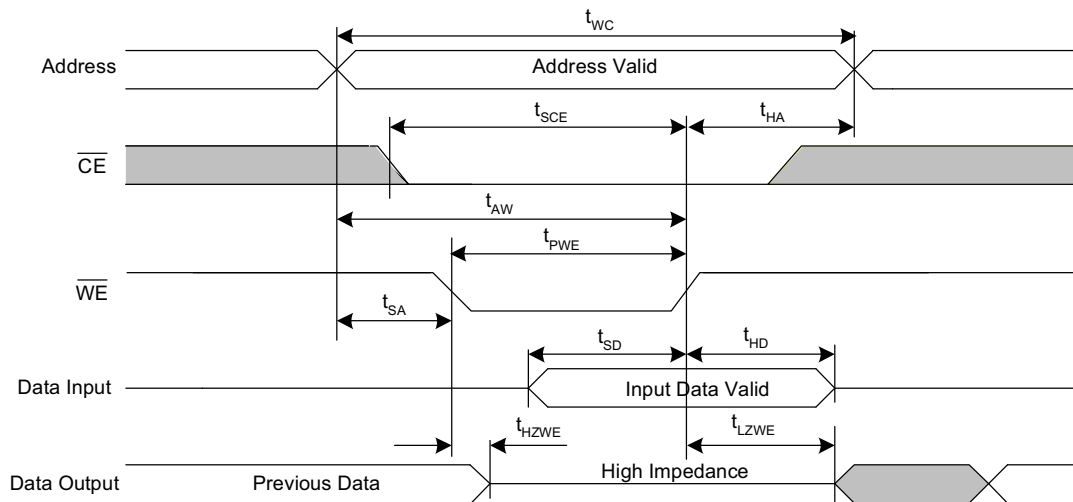 tWC
Address
Address Valid
tSCE
tHA
CE
tAW
tPWE
WE
tSA
tSD
tHD
Data Input
Input Data Valid
tHZWE
tLZWE
Data Output
Previous Data
High Impedance